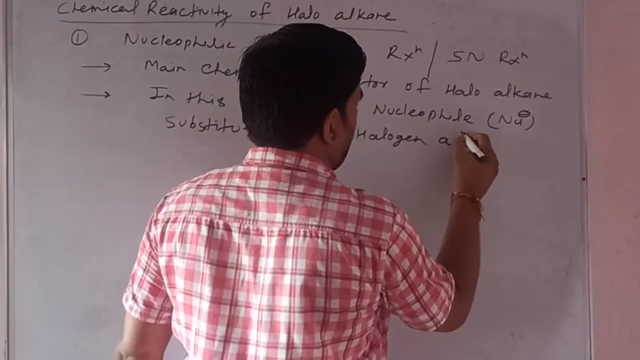 Chemical Reactivity of Halo alkane
① Nucleophilic Rxⁿ / SN Rxⁿ
→ Main Che tor of Halo alkane
→ In this Nucleophile (Nu⊖)
Substitu Halogen a